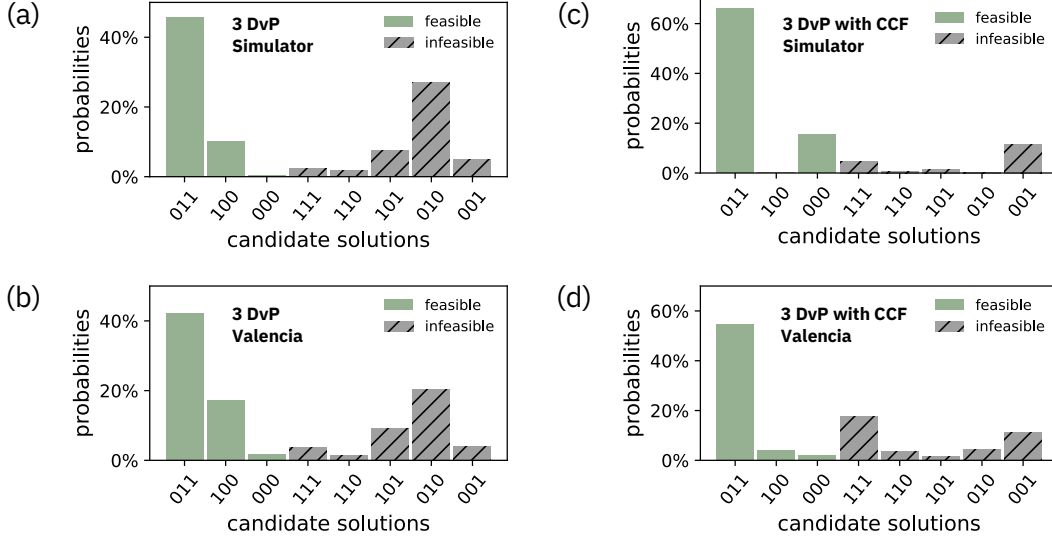 (a)
3 DvP
Simulator
feasible
infeasible
probabilities
40%
20%
0%
011
100
000
111
110
101
010
001
candidate solutions
(c)
3 DvP with CCF
Simulator
feasible
infeasible
probabilities
60%
40%
20%
0%
011
100
000
111
110
101
010
001
candidate solutions
(b)
3 DvP
Valencia
feasible
infeasible
probabilities
40%
20%
0%
011
100
000
111
110
101
010
001
candidate solutions
(d)
3 DvP with CCF
Valencia
feasible
infeasible
probabilities
60%
40%
20%
0%
011
100
000
111
110
101
010
001
candidate solutions